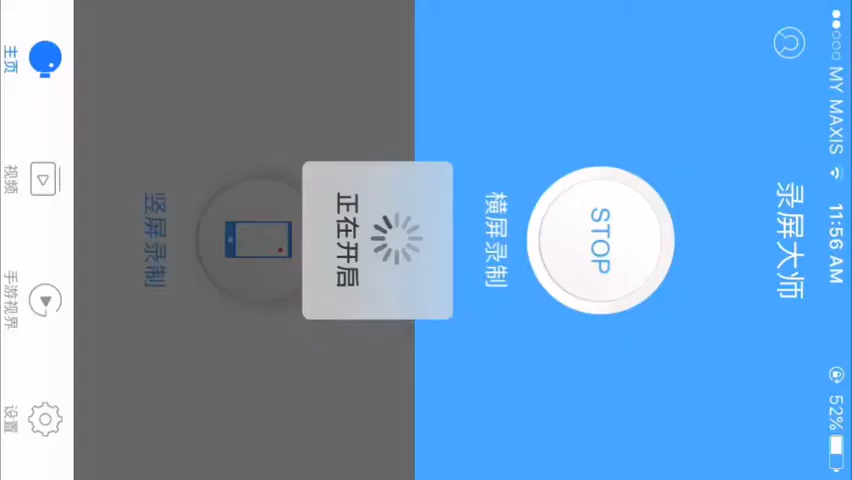 MY MAXIS 11:56 AM 52%
录屏大师
STOP
横屏录制
正在开启
竖屏录制
主页 视频 手游视界 设置